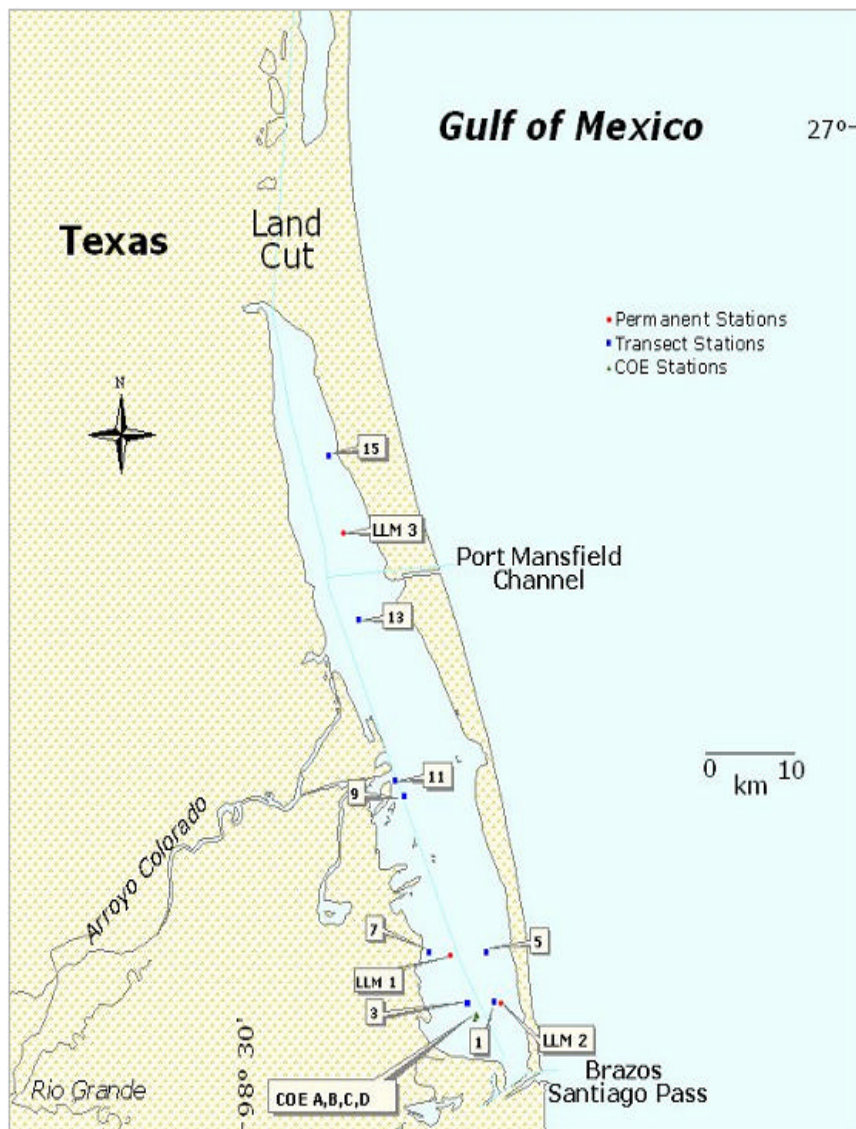 Gulf of Mexico
27º
Land
Cut
Texas
Permanent Stations
Transect Stations
COE Stations
N
15
LLM 3
Port Mansfield
Channel
13
0 10
km
11
9
Arroyo Colorado
7
5
LLM 1
3
1
LLM 2
98º 30'
Brazos
Santiago Pass
Rio Grande
COE A,B,C,D